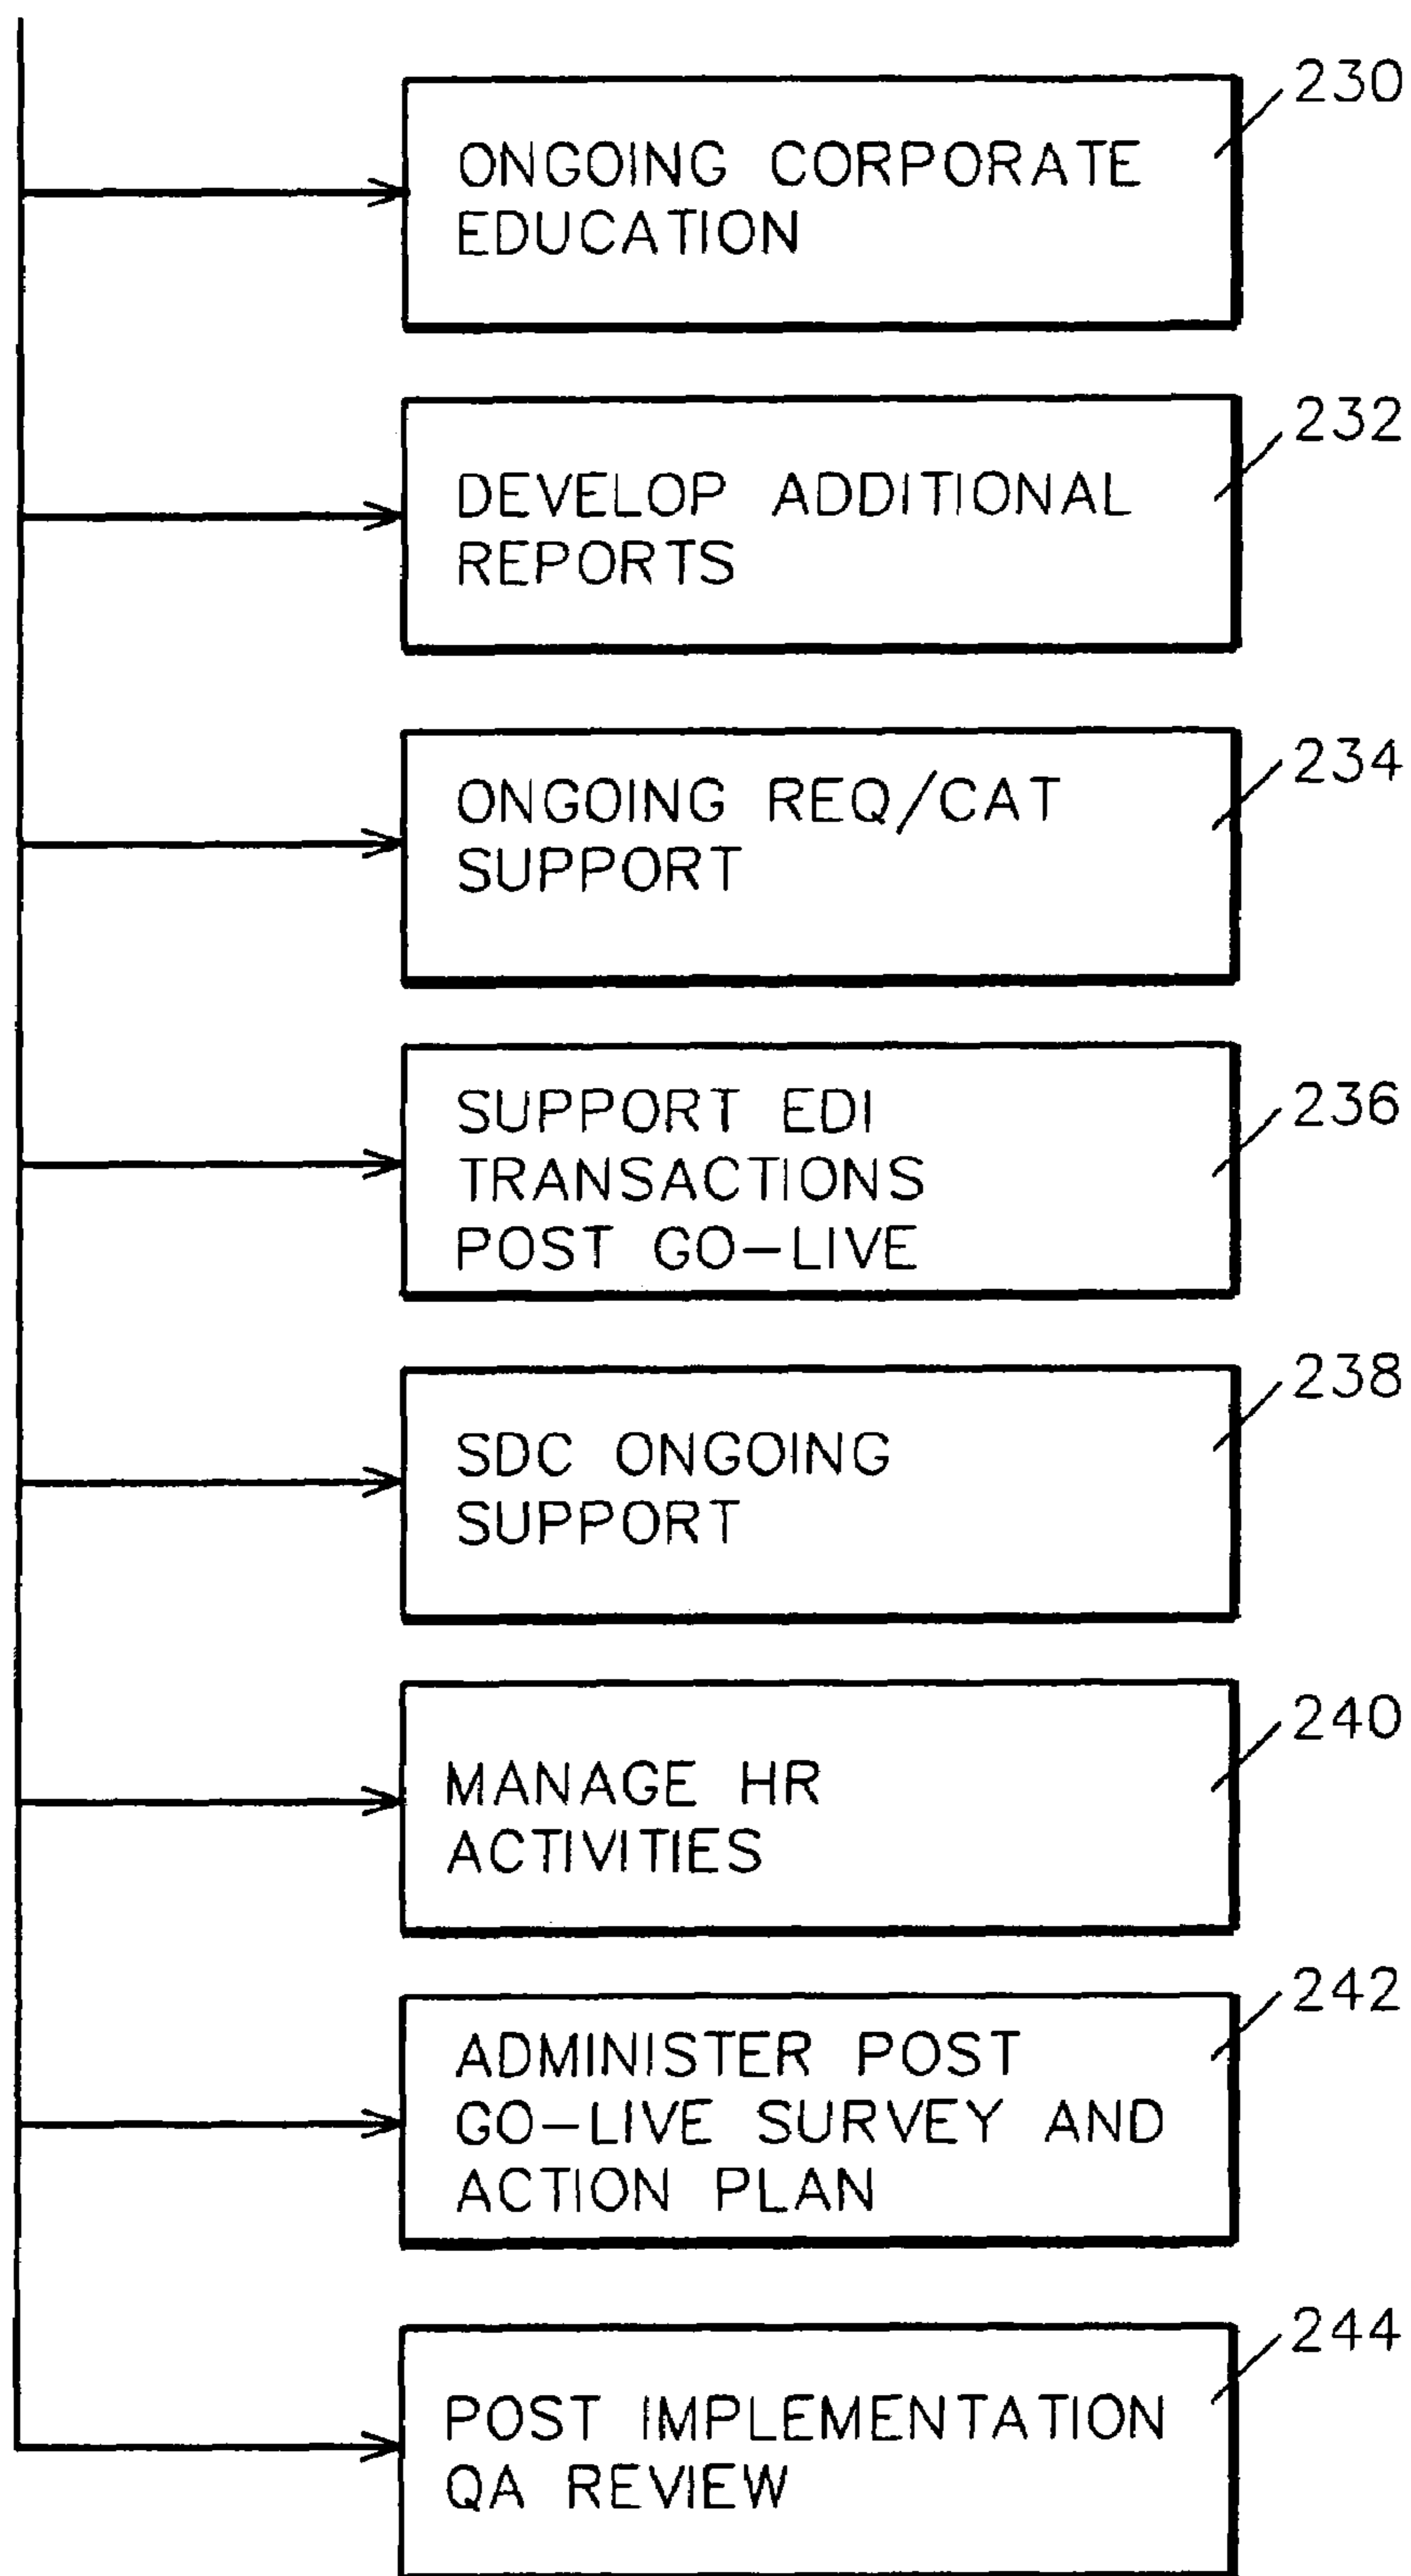 230
ONGOING CORPORATE
EDUCATION
232
DEVELOP ADDITIONAL
REPORTS
234
ONGOING REQ/CAT
SUPPORT
236
SUPPORT EDI
TRANSACTIONS
POST GO-LIVE
238
SDC ONGOING
SUPPORT
240
MANAGE HR
ACTIVITIES
242
ADMINISTER POST
GO-LIVE SURVEY AND
ACTION PLAN
244
POST IMPLEMENTATION
QA REVIEW